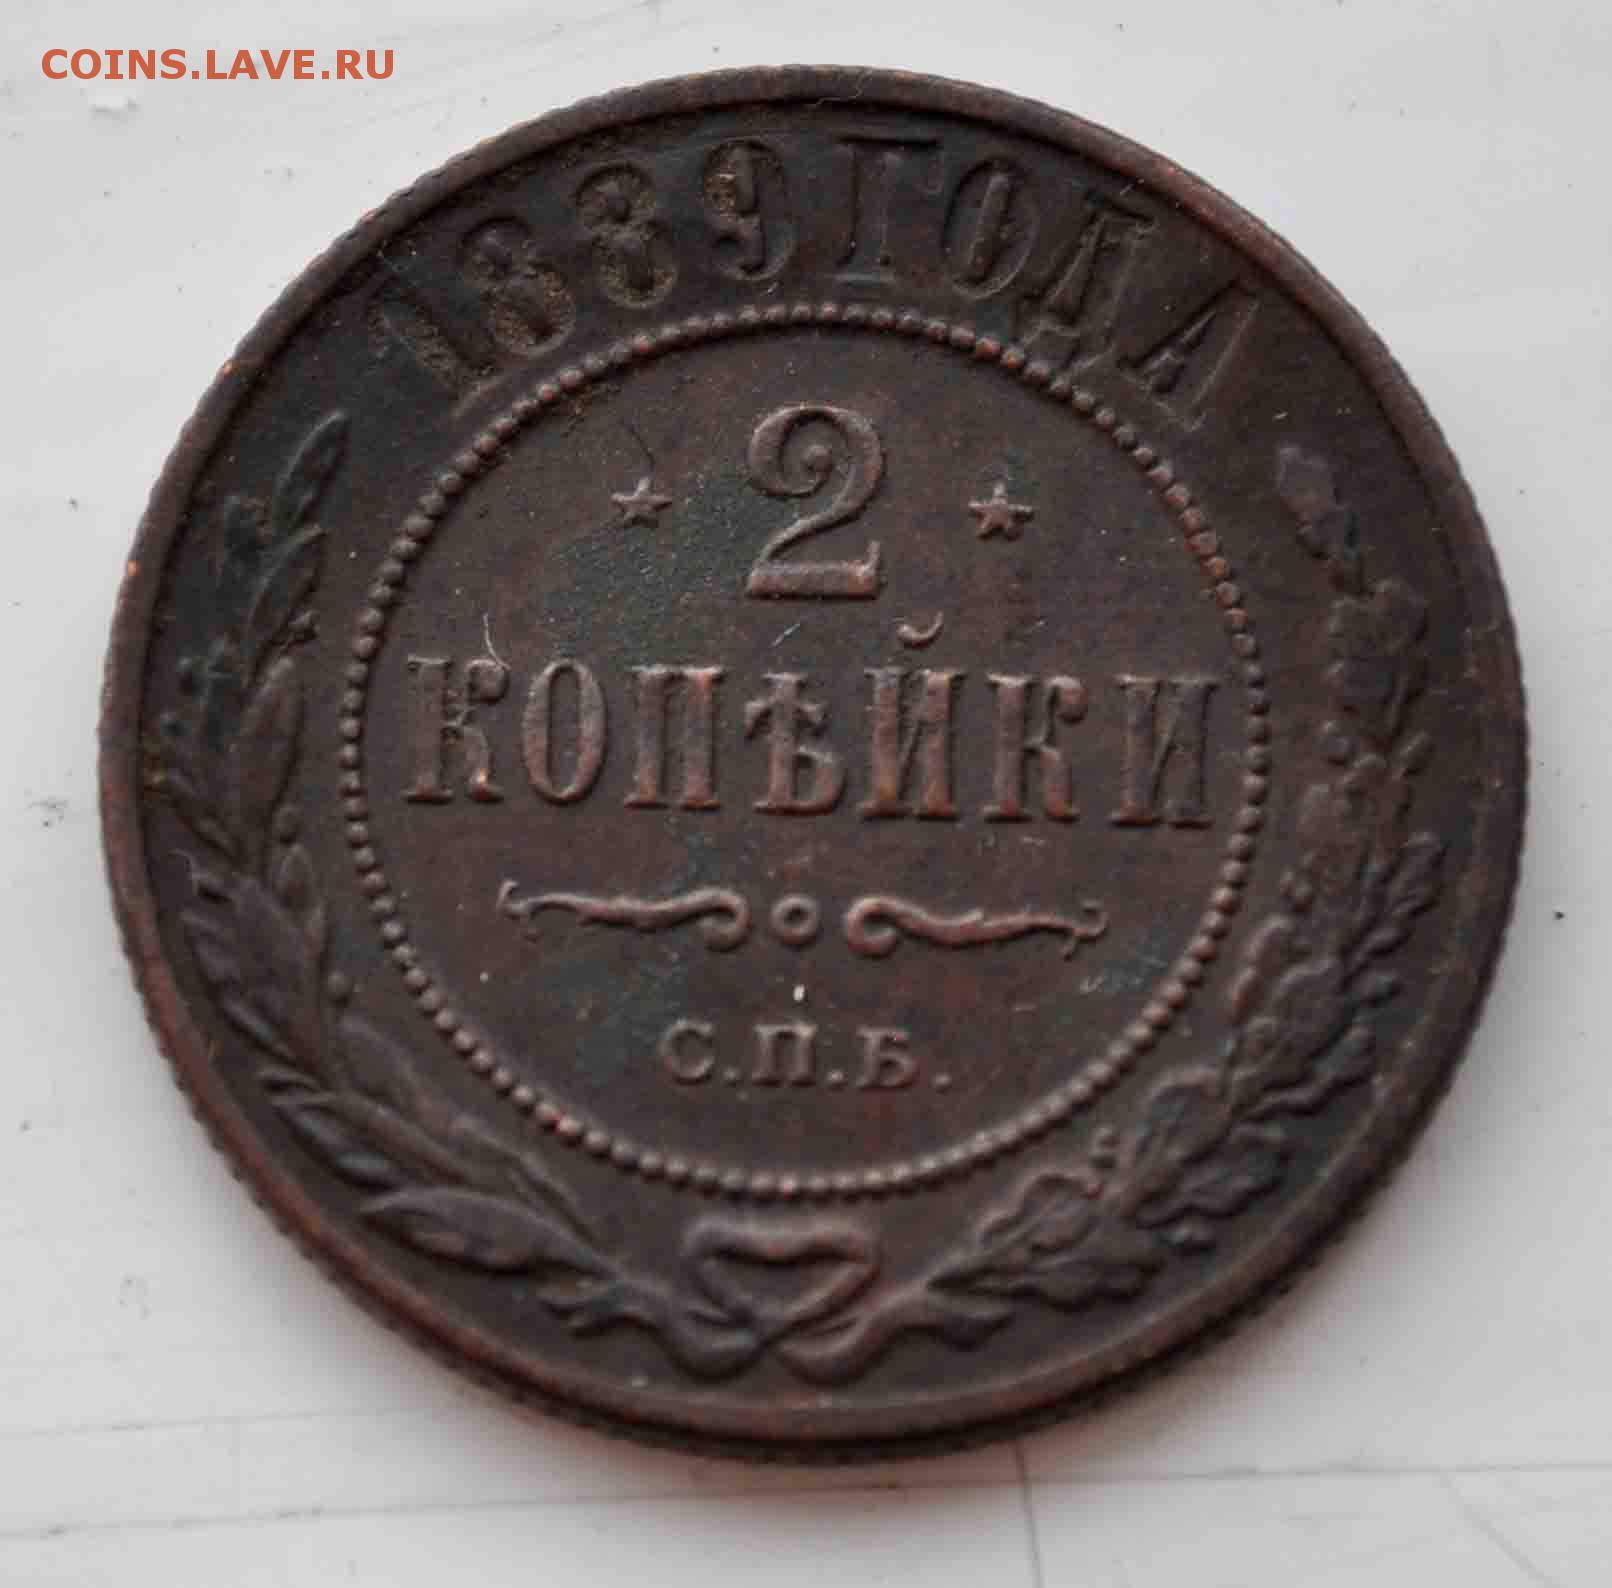 COINS.LAVE.RU
1889 ГОДА
2
КОПѢЙКИ
С.П.Б.